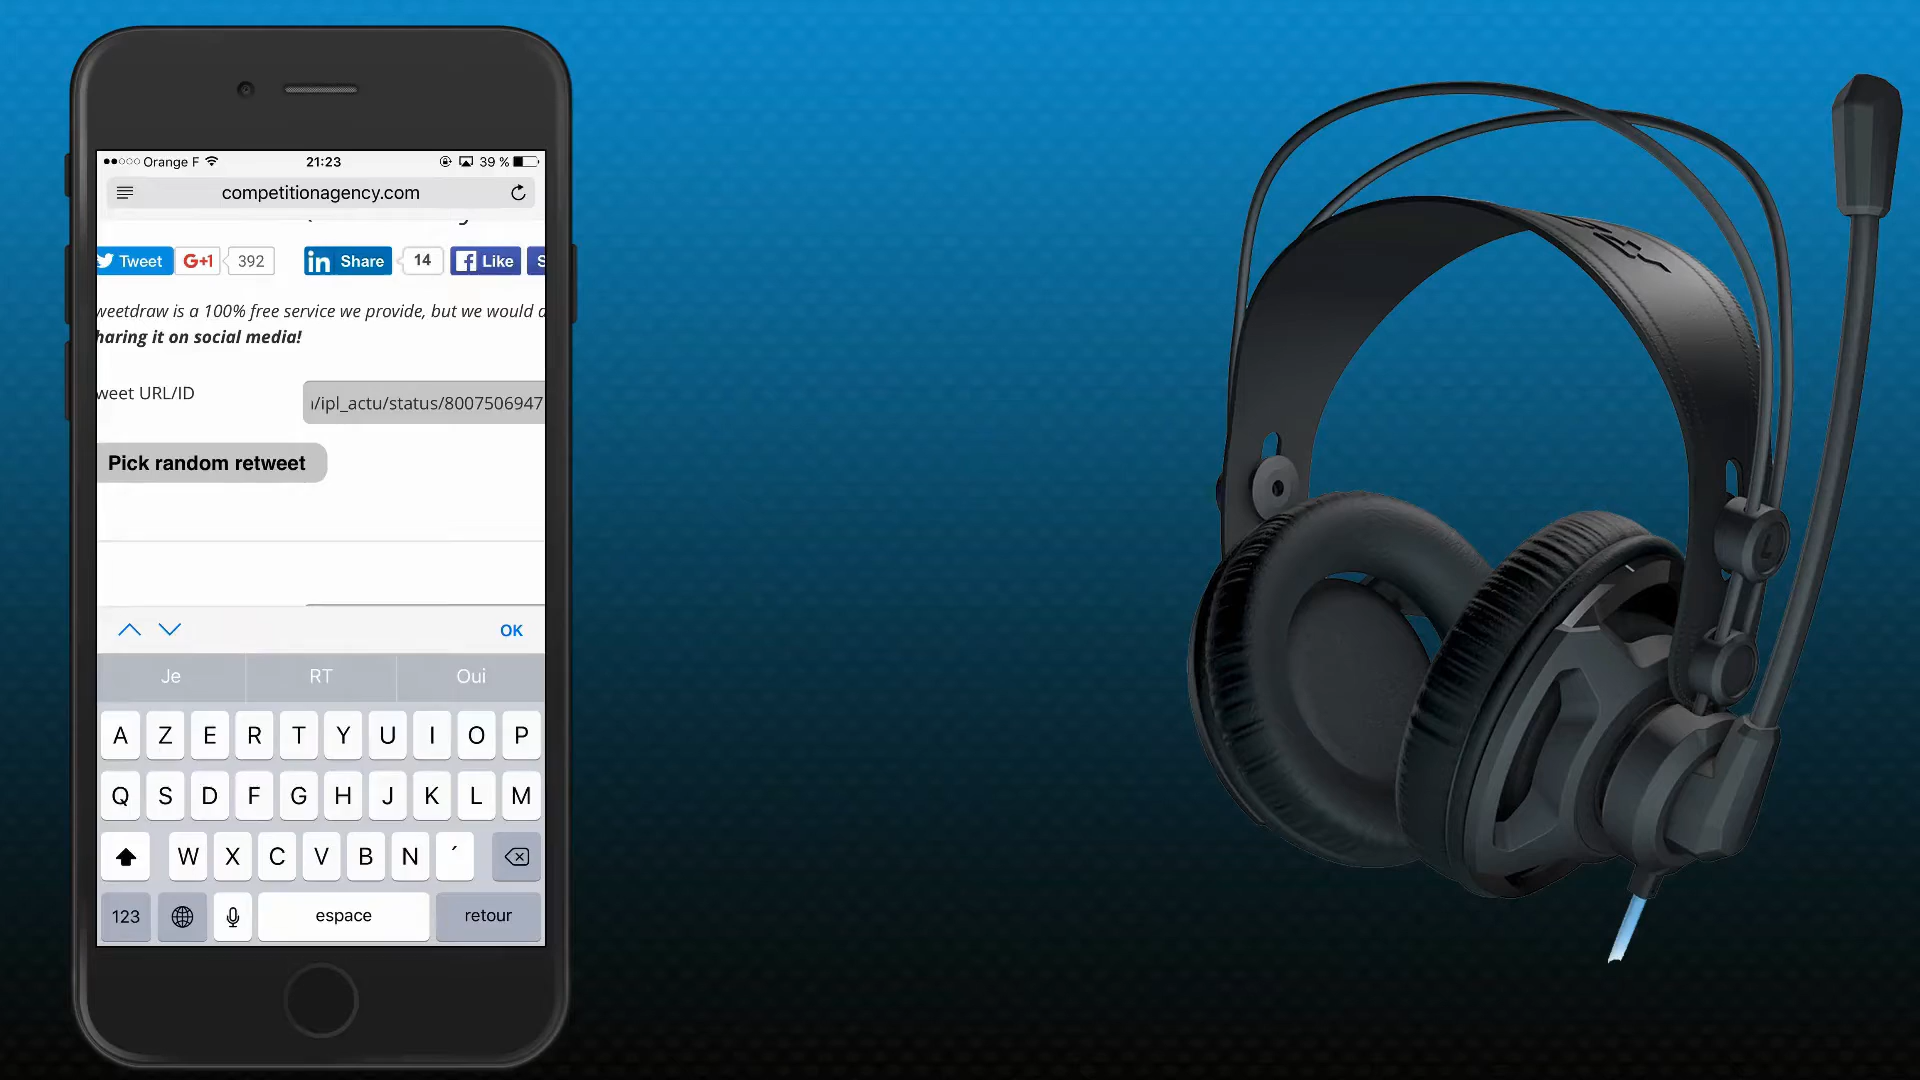 Orange F 21:23 39 %
competitionagency.com
Tweet G+1 392 in Share 14 Like S
weetdraw is a 100% free service we provide, but we would
haring it on social media!
weet URL/ID
/ipl_actu/status/8007506947
Pick random retweet
OK
Je RT Oui
A Z E R T Y U I O P
Q S D F G H J K L M
W X C V B N ´
123 espace retour
L